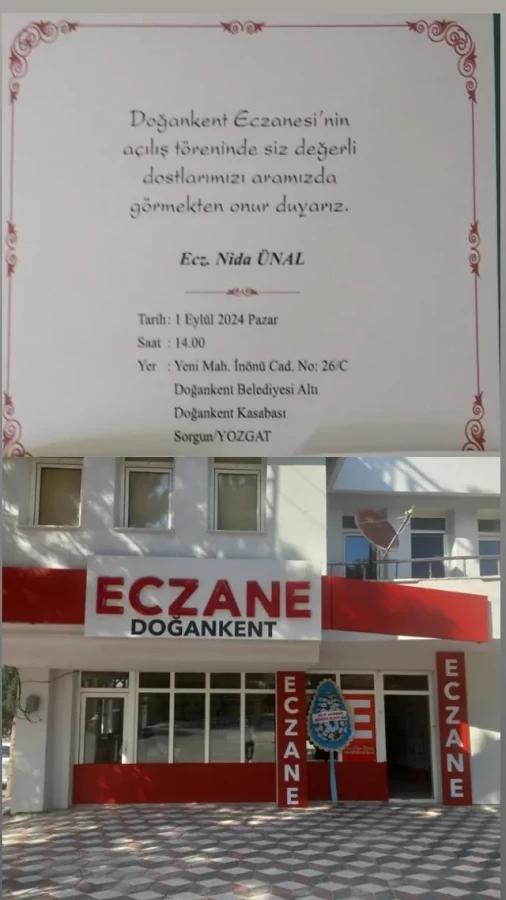 Doğankent Eczanesi'nin
açılış töreninde siz değerli
dostlarımızı aramızda
görmekten onur duyarız.
Ecz. Nida ÜNAL
Tarih : 1 Eylül 2024 Pazar
Saat : 14.00
Yer : Yeni Mah. İnönü Cad. No: 26/C
Doğankent Belediyesi Altı
Doğankent Kasabası
Sorgun/YOZGAT
ECZANE
DOĞANKENT
ECZANE
E
ECZANE